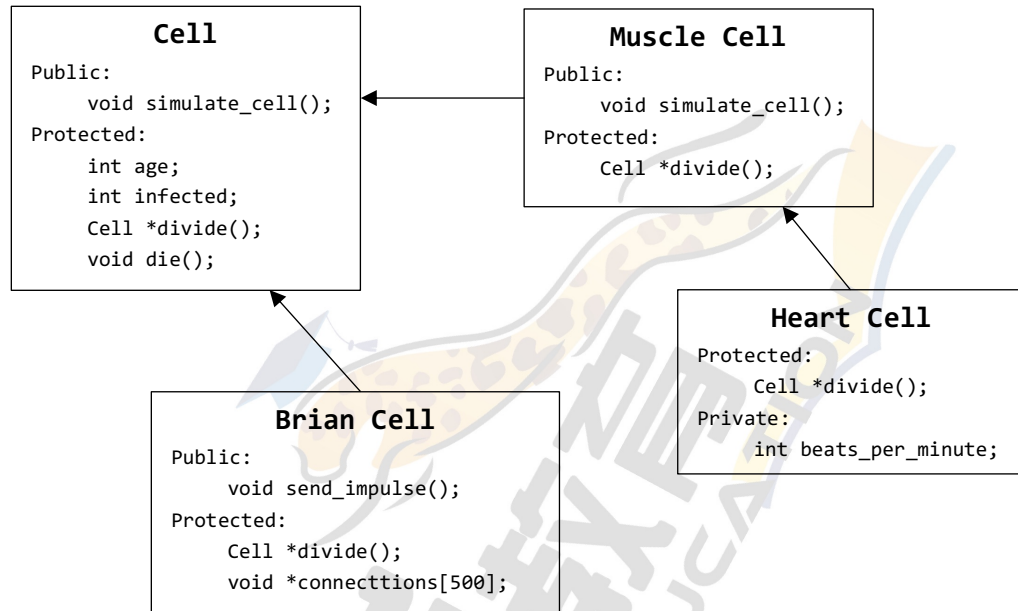 Cell
Public:
void simulate_cell();
Protected:
int age;
int infected;
Cell *divide();
void die();
Muscle Cell
Public:
void simulate_cell();
Protected:
Cell *divide();
Heart Cell
Protected:
Cell *divide();
Private:
int beats_per_minute;
Brian Cell
Public:
void send_impulse();
Protected:
Cell *divide();
void *connecttions[500];
教育